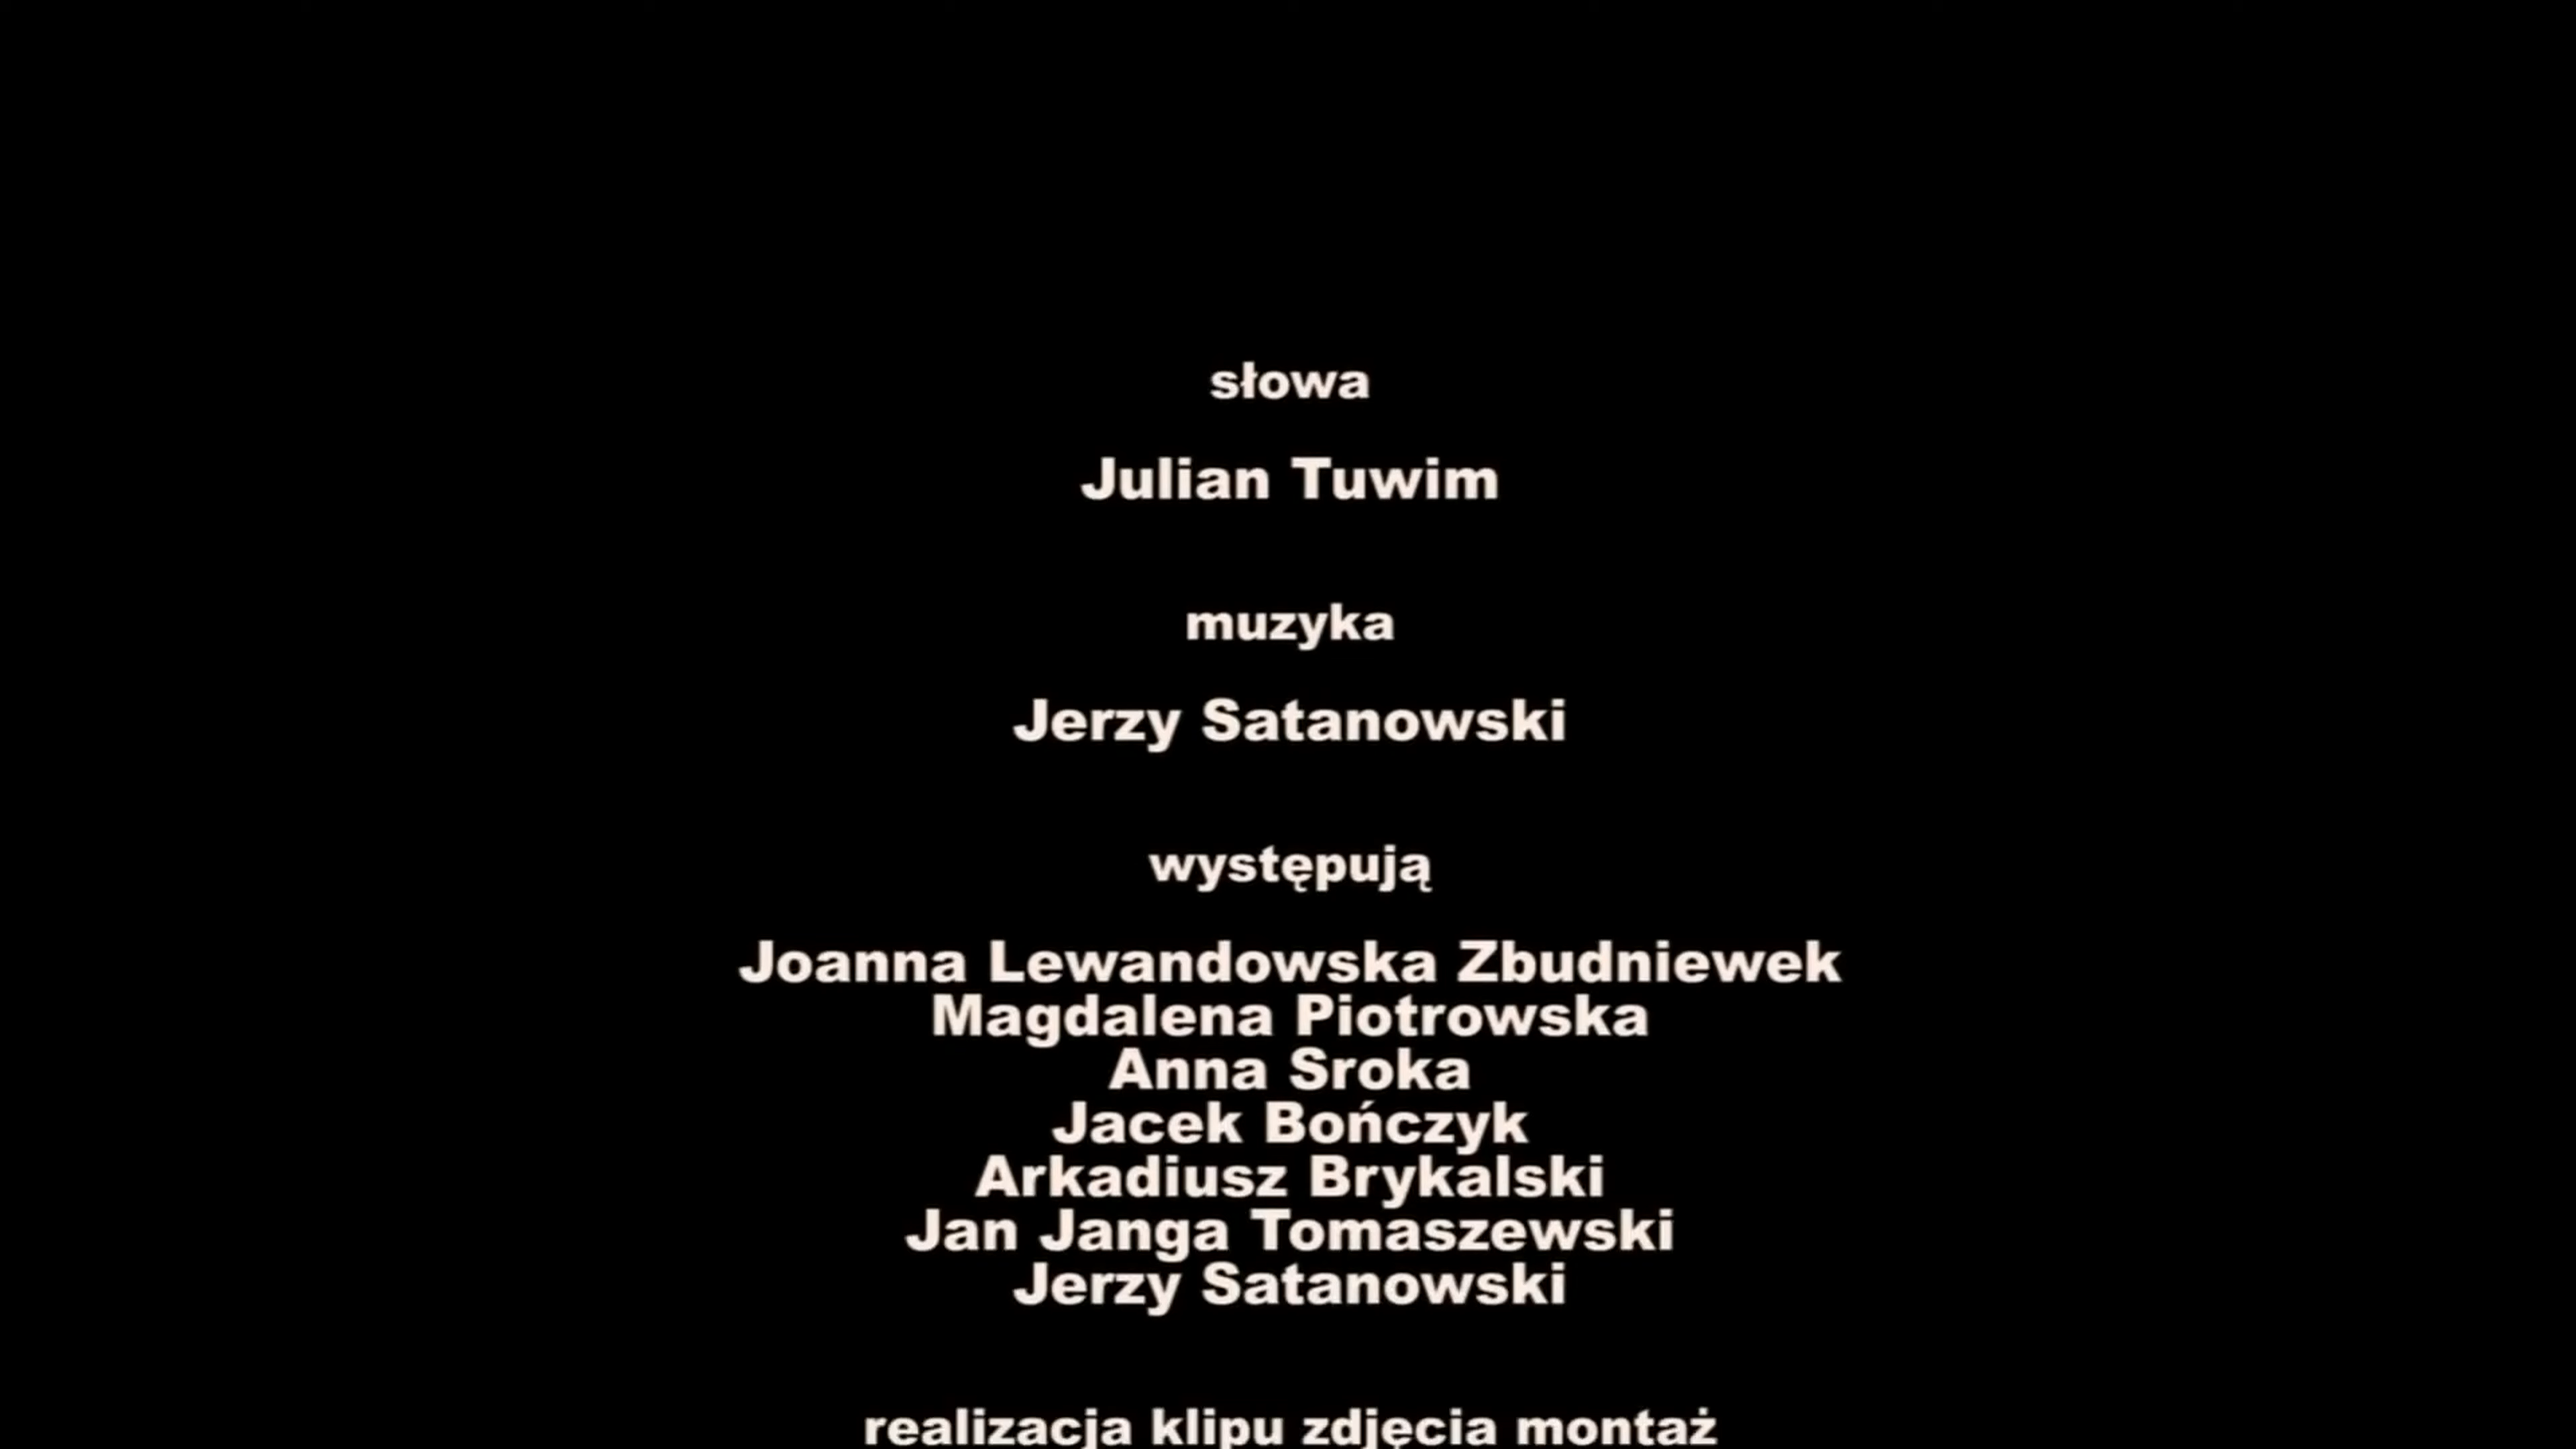 słowa
Julian Tuwim
muzyka
Jerzy Satanowski
występują
Joanna Lewandowska Zbudniewek
Magdalena Piotrowska
Anna Sroka
Jacek Bończyk
Arkadiusz Brykalski
Jan Janga Tomaszewski
Jerzy Satanowski
realizacja klipu zdjęcia montaż